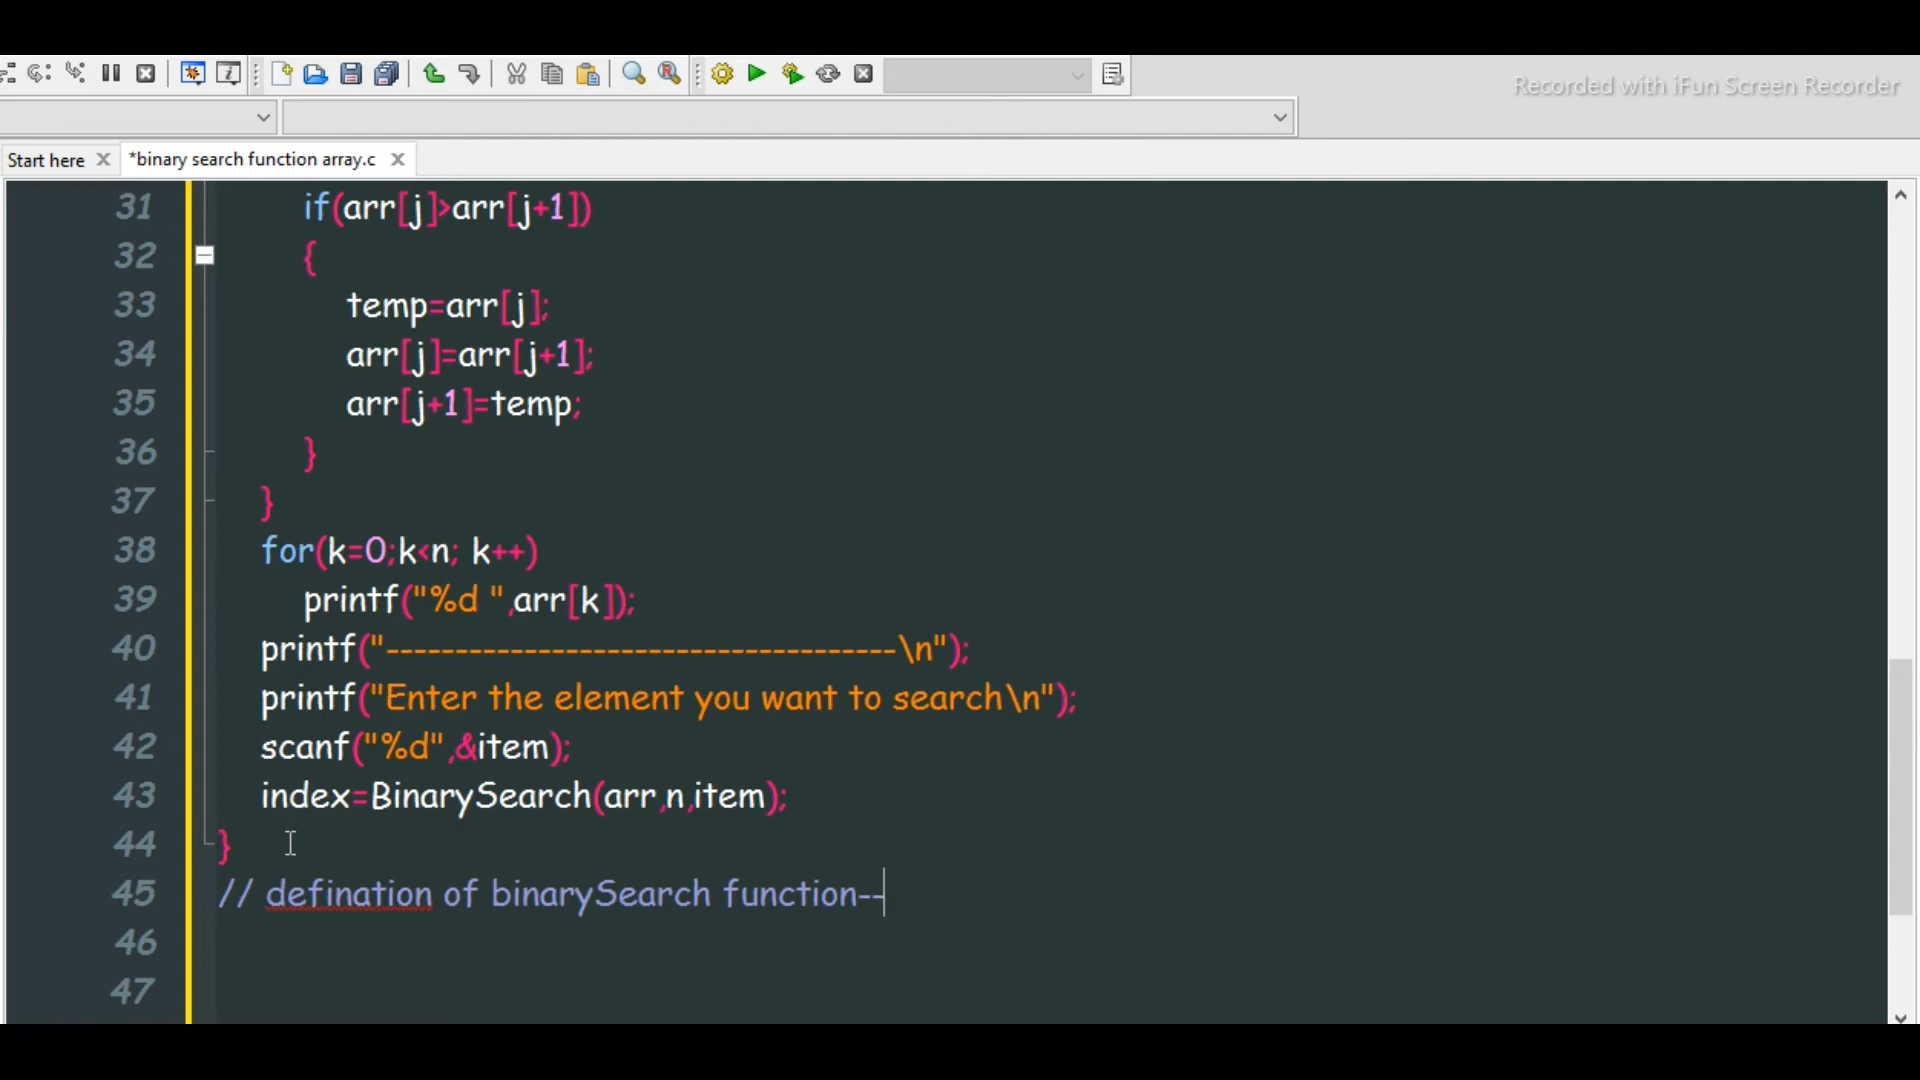 Recorded with iFun Screen Recorder
Start here
*binary search function array.c
31 if(arr[j]>arr[j+1])
32 {
33 temp=arr[j];
34 arr[j]=arr[j+1];
35 arr[j+1]=temp;
36 }
37 }
38 for(k=0;k<n; k++)
39 printf("%d ",arr[k]);
40 printf("-------------------------------------\n");
41 printf("Enter the element you want to search\n");
42 scanf("%d",&item);
43 index=BinarySearch(arr,n,item);
44 }
45 // defination of binarySearch function--
46
47